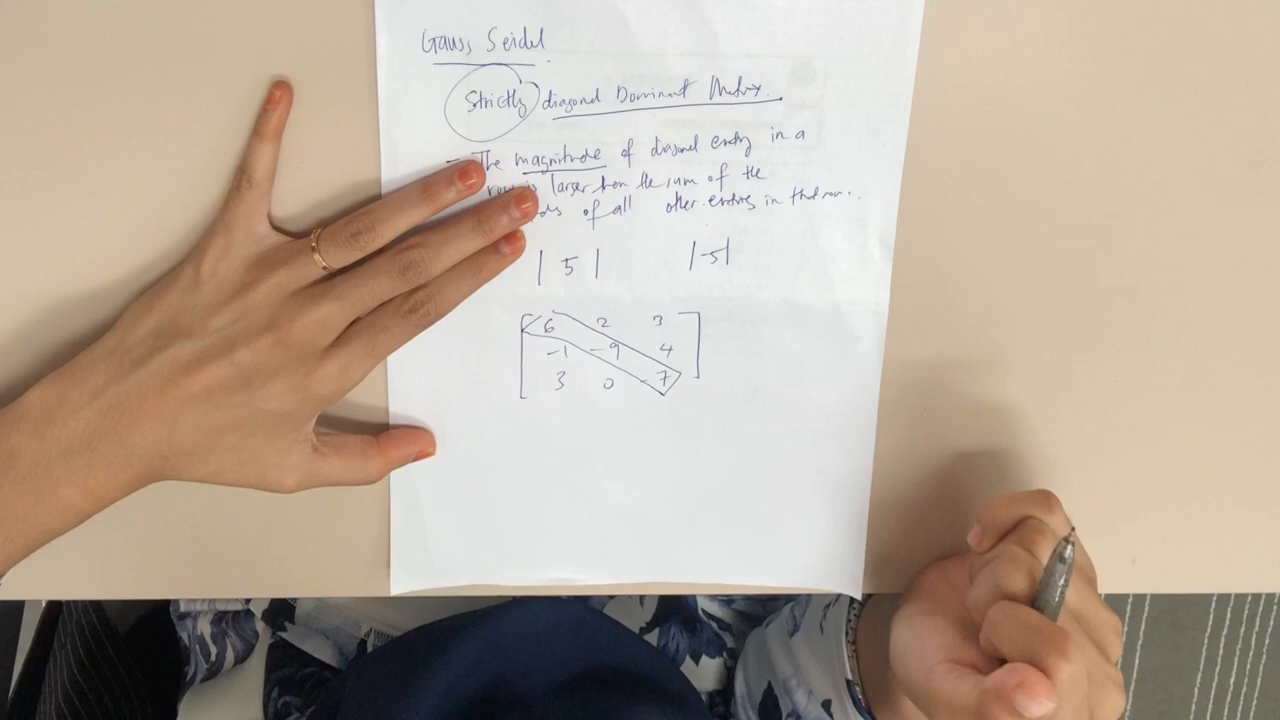 Gauss Seidel
Strictly diagonal Dominant Matrix.
- The magnitude of diagonal entry in a
row is larger than the sum of the
of all other entries in that row.
|5| |-5|
6 2 3
-1 -9 4
3 0 -7